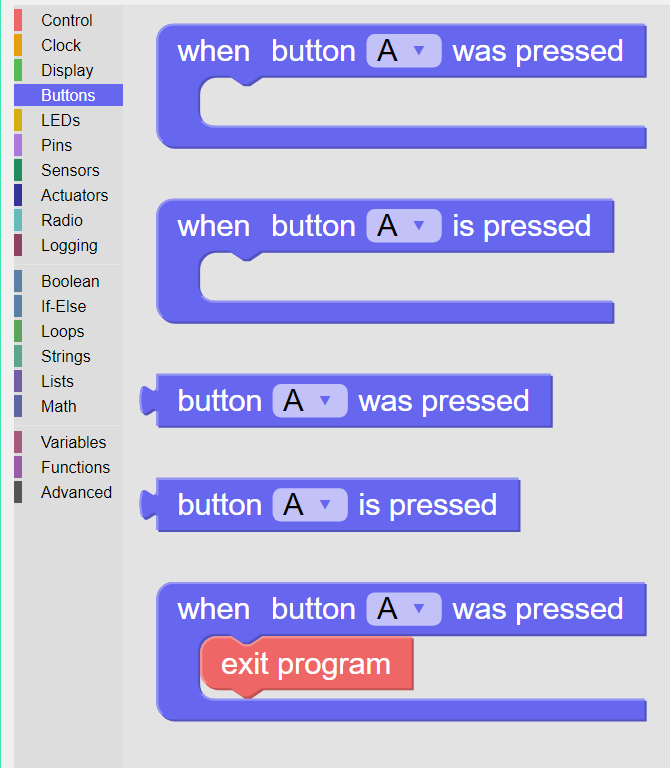 Control
Clock
Display
Buttons
LEDs
Pins
Sensors
Actuators
Radio
Logging
Boolean
If-Else
Loops
Strings
Lists
Math
Variables
Functions
Advanced
when button A was pressed
when button A is pressed
button A was pressed
button A is pressed
when button A was pressed
exit program